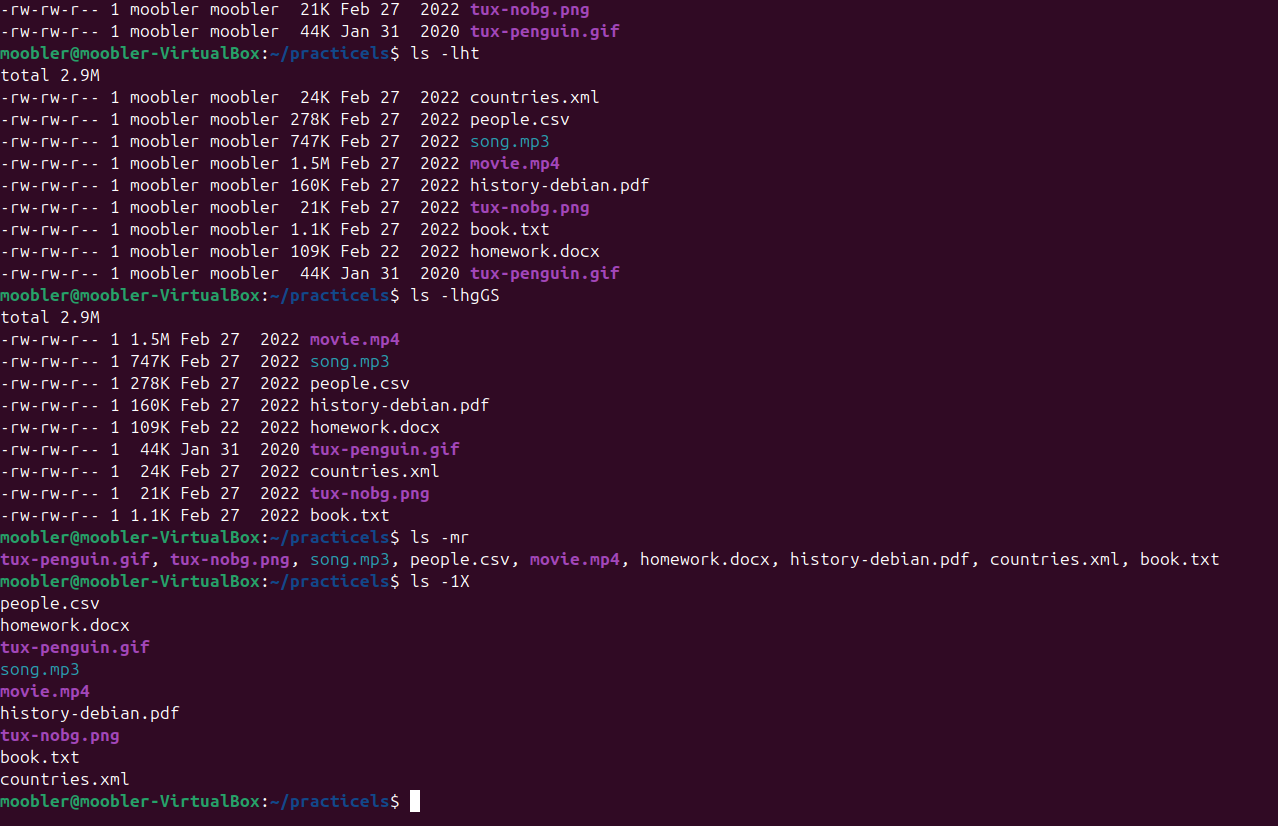 -rw-rw-r-- 1 moobler moobler  21K Feb 27  2022 tux-nobg.png
-rw-rw-r-- 1 moobler moobler  44K Jan 31  2020 tux-penguin.gif
moobler@moobler-VirtualBox:~/practicels$ ls -lht
total 2.9M
-rw-rw-r-- 1 moobler moobler  24K Feb 27  2022 countries.xml
-rw-rw-r-- 1 moobler moobler 278K Feb 27  2022 people.csv
-rw-rw-r-- 1 moobler moobler 747K Feb 27  2022 song.mp3
-rw-rw-r-- 1 moobler moobler 1.5M Feb 27  2022 movie.mp4
-rw-rw-r-- 1 moobler moobler 160K Feb 27  2022 history-debian.pdf
-rw-rw-r-- 1 moobler moobler  21K Feb 27  2022 tux-nobg.png
-rw-rw-r-- 1 moobler moobler 1.1K Feb 27  2022 book.txt
-rw-rw-r-- 1 moobler moobler 109K Feb 22  2022 homework.docx
-rw-rw-r-- 1 moobler moobler  44K Jan 31  2020 tux-penguin.gif
moobler@moobler-VirtualBox:~/practicels$ ls -lhgGS
total 2.9M
-rw-rw-r-- 1 1.5M Feb 27  2022 movie.mp4
-rw-rw-r-- 1 747K Feb 27  2022 song.mp3
-rw-rw-r-- 1 278K Feb 27  2022 people.csv
-rw-rw-r-- 1 160K Feb 27  2022 history-debian.pdf
-rw-rw-r-- 1 109K Feb 22  2022 homework.docx
-rw-rw-r-- 1  44K Jan 31  2020 tux-penguin.gif
-rw-rw-r-- 1  24K Feb 27  2022 countries.xml
-rw-rw-r-- 1  21K Feb 27  2022 tux-nobg.png
-rw-rw-r-- 1 1.1K Feb 27  2022 book.txt
moobler@moobler-VirtualBox:~/practicels$ ls -mr
tux-penguin.gif, tux-nobg.png, song.mp3, people.csv, movie.mp4, homework.docx, history-debian.pdf, countries.xml, book.txt
moobler@moobler-VirtualBox:~/practicels$ ls -1X
people.csv
homework.docx
tux-penguin.gif
song.mp3
movie.mp4
history-debian.pdf
tux-nobg.png
book.txt
countries.xml
moobler@moobler-VirtualBox:~/practicels$